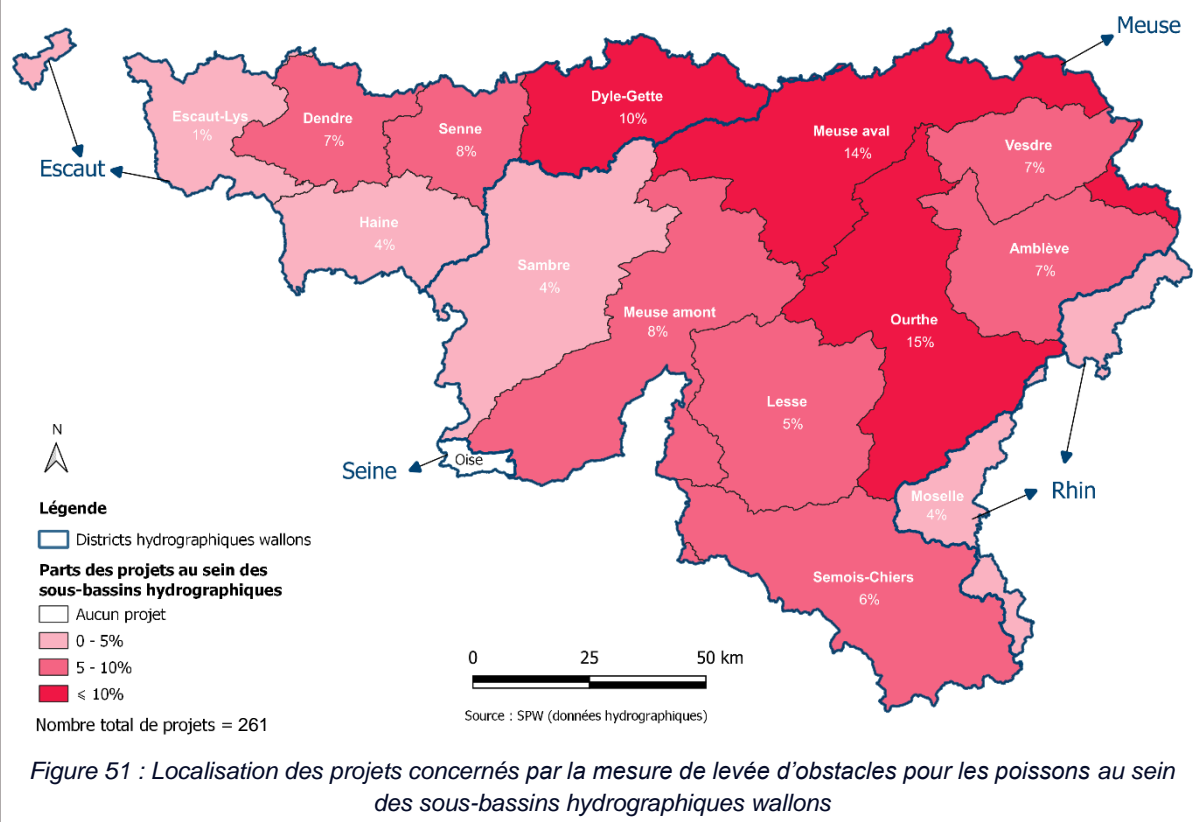 Meuse
Escaut-Lys
1%
Dendre
7%
Senne
8%
Dyle-Gette
10%
Meuse aval
14%
Vesdre
7%
Escaut
Haine
4%
Sambre
4%
Amblève
7%
Meuse amont
8%
Ourthe
15%
Lesse
5%
N
Oise
Seine
Moselle
4%
Rhin
Semois-Chiers
6%
Légende
Districts hydrographiques wallons
Parts des projets au sein des
sous-bassins hydrographiques
Aucun projet
0 - 5%
5 - 10%
⩽ 10%
Nombre total de projets = 261
0 25 50 km
Source : SPW (données hydrographiques)
Figure 51 : Localisation des projets concernés par la mesure de levée d'obstacles pour les poissons au sein
des sous-bassins hydrographiques wallons